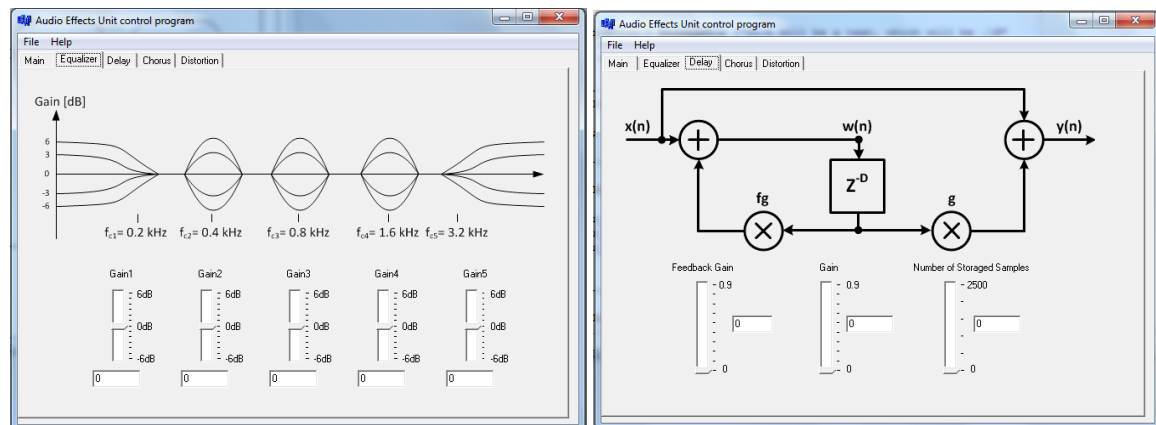 Audio Effects Unit control program
File Help
Main Equalizer Delay Chorus Distortion
Gain [dB]
6
3
0
-3
-6
fc1= 0.2 kHz fc2= 0.4 kHz fc3= 0.8 kHz fc4= 1.6 kHz fc5= 3.2 kHz
Gain1 Gain2 Gain3 Gain4 Gain5
6dB 6dB 6dB 6dB 6dB
0dB 0dB 0dB 0dB 0dB
-6dB -6dB -6dB -6dB -6dB
0 0 0 0 0
Audio Effects Unit control program
File Help
Main Equalizer Delay Chorus Distortion
x(n) w(n) y(n)
Z-D
fg g
Feedback Gain Gain Number of Storaged Samples
0.9 0.9 2500
0 0 0
0 0 0